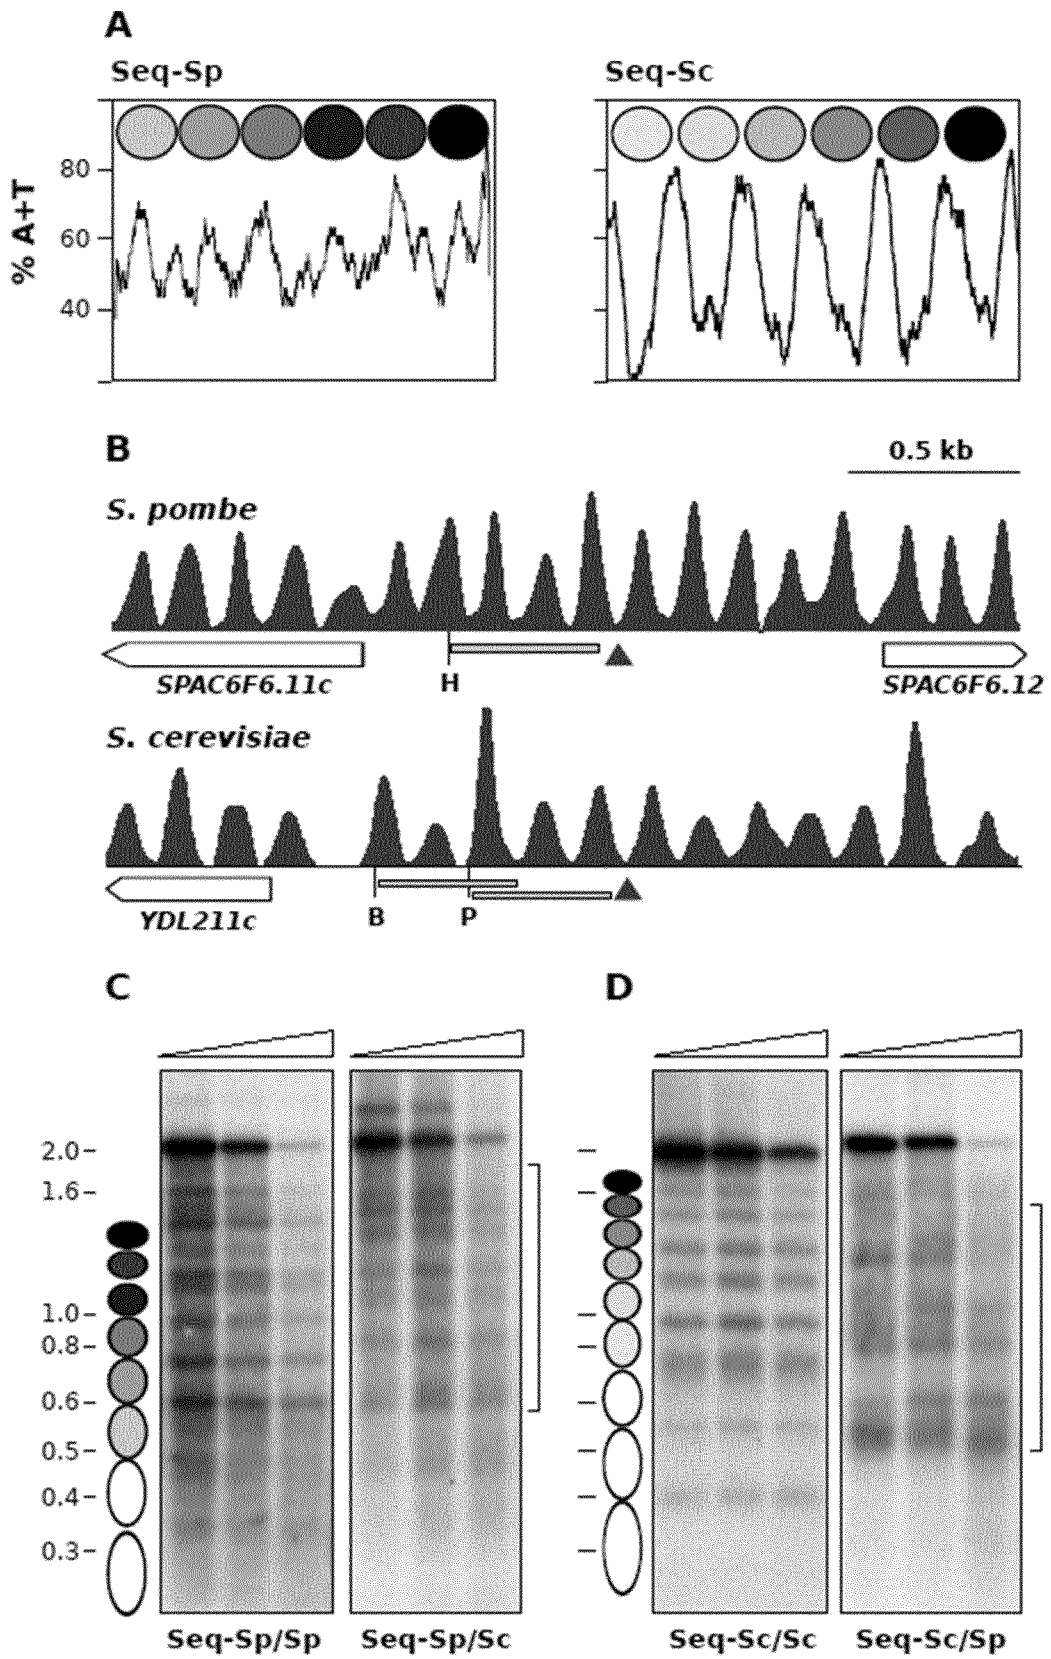 A
Seq-Sp
Seq-Sc
% A+T
80
60
40
B
0.5 kb
S. pombe
SPAC6F6.11c
H
SPAC6F6.12
S. cerevisiae
YDL211c
B
P
C
D
2.0
1.6
1.0
0.8
0.6
0.5
0.4
0.3
Seq-Sp/Sp
Seq-Sp/Sc
Seq-Sc/Sc
Seq-Sc/Sp